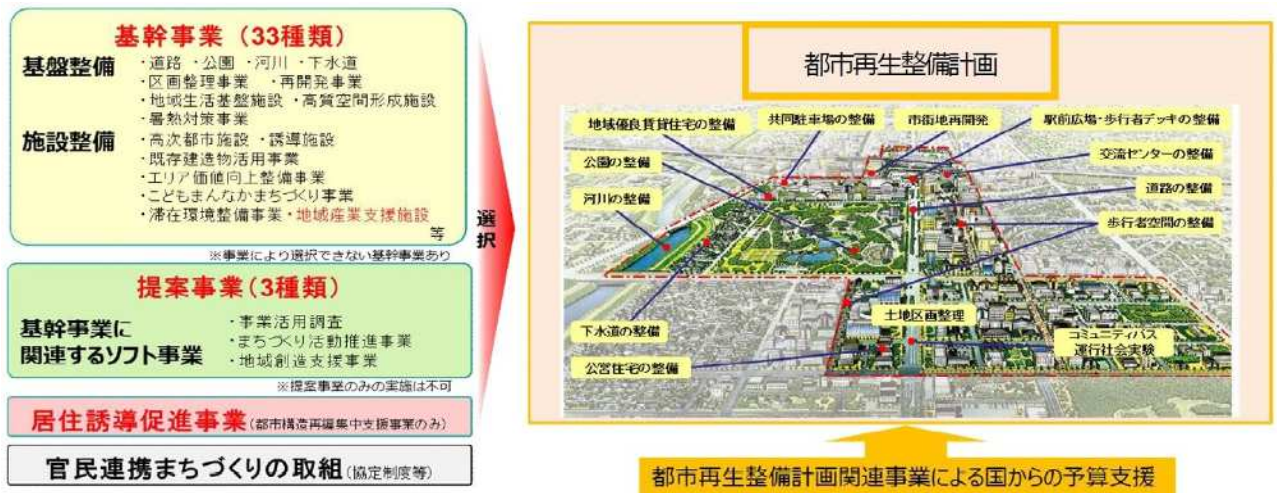 基幹事業（33種類）
基盤整備
・道路 ・公園 ・河川 ・下水道
・区画整理事業 ・再開発事業
・地域生活基盤施設 ・高質空間形成施設
・暑熱対策事業
施設整備
・高次都市施設 ・誘導施設
・既存建造物活用事業
・エリア価値向上整備事業
・こどもまんなかまちづくり事業
・滞在環境整備事業・地域産業支援施設
等
※事業により選択できない基幹事業あり
提案事業（3種類）
基幹事業に
関連するソフト事業
・事業活用調査
・まちづくり活動推進事業
・地域創造支援事業
※提案事業のみの実施は不可
居住誘導促進事業（都市構造再編集中支援事業のみ）
官民連携まちづくりの取組（協定制度等）
選択
都市再生整備計画
地域優良賃貸住宅の整備
共同駐車場の整備
市街地再開発
駅前広場・歩行者デッキの整備
公園の整備
交流センターの整備
河川の整備
道路の整備
歩行者空間の整備
下水道の整備
土地区画整理
コミュニティバス
運行社会実験
公営住宅の整備
都市再生整備計画関連事業による国からの予算支援